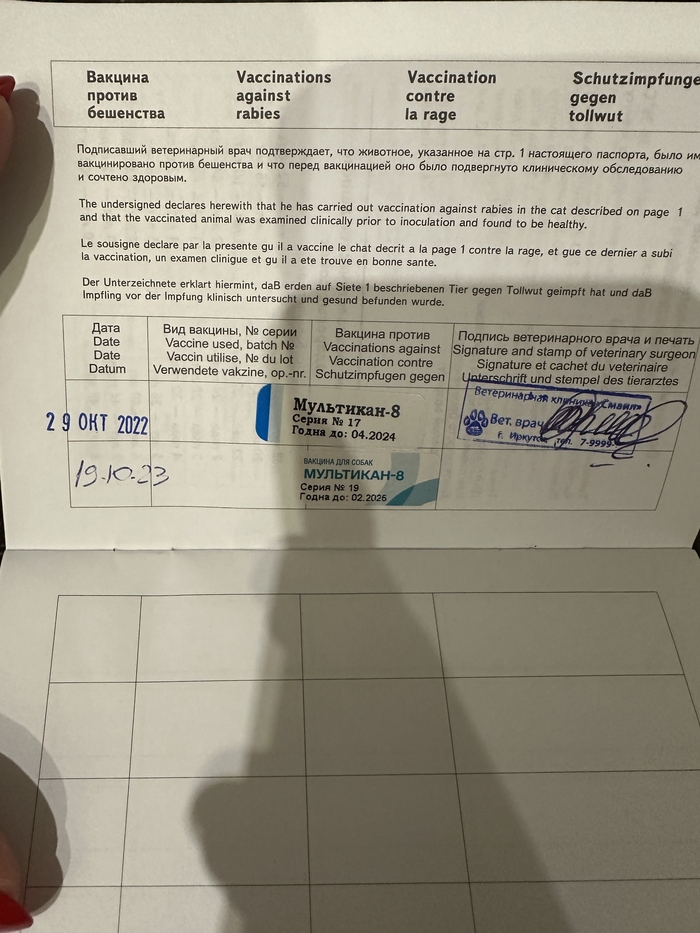 Вакцина
против
бешенства
Vaccinations
against
rabies
Vaccination
contre
la rage
Schutzimpfunge
gegen
tollwut
Подписавший ветеринарный врач подтверждает, что животное, указанное на стр. 1 настоящего паспорта, было им
вакцинировано против бешенства и что перед вакцинацией оно было подвергнуто клиническому обследованию
и сочтено здоровым.
The undersigned declares herewith that he has carried out vaccination against rabies in the cat described on page 1
and that the vaccinated animal was examined clinically prior to inoculation and found to be healthy.
Le sousigne declare par la presente gu il a vaccine le chat decrit a la page 1 contre la rage, et gue ce dernier a subi
la vaccination, un examen clinigue et gu il a ete trouve en bonne sante.
Der Unterzeichnete erklart hiermint, daB erden auf Siete 1 beschriebenen Tier gegen Tollwut geimpft hat und daB
Impfling vor der Impfung klinisch untersucht und gesund befunden wurde.
Дата
Date
Date
Datum
Вид вакцины, № серии
Vaccine used, batch №
Vaccin utilise, № du lot
Verwendete vakzine, op.-nr.
Вакцина против
Vaccinations against
Vaccination contre
Schutzimpfungen gegen
Подпись ветеринарного врача и печать
Signature and stamp of veterinary surgeon
Signature et cachet du veterinaire
Unterschrift und stempel des tierarztes
29 ОКТ 2022
Мультикан-8
Серия № 17
Годна до: 04.2024
Ветеринарная клиника «Смайл»
Вет. врач
г. Иркутск, тел. 7-9999
19.10.23
ВАКЦИНА ДЛЯ СОБАК
МУЛЬТИКАН-8
Серия № 19
Годна до: 02.2025